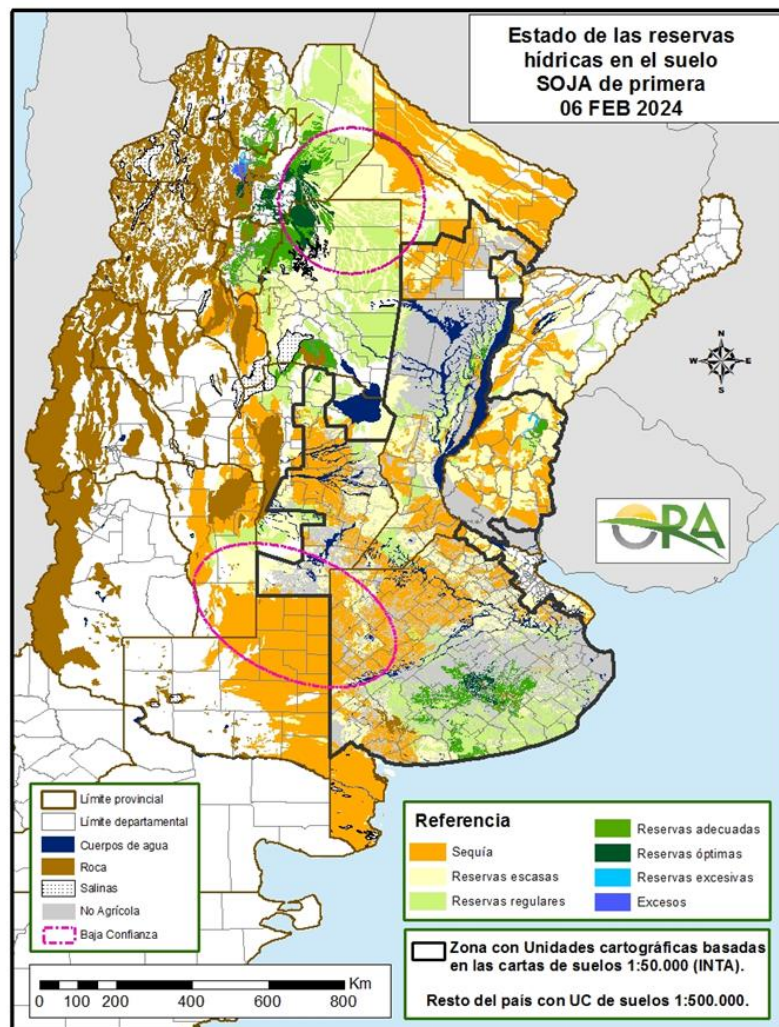 Estado de las reservas
hídricas en el suelo
SOJA de primera
06 FEB 2024
N
W
E
S
ORA
Límite provincial
Límite departamental
Cuerpos de agua
Roca
Salinas
No Agrícola
Baja Confianza
Referencia
Sequía
Reservas escasas
Reservas regulares
Reservas adecuadas
Reservas óptimas
Reservas excesivas
Excesos
Zona con Unidades cartográficas basadas
en las cartas de suelos 1:50.000 (INTA).
Resto del país con UC de suelos 1:500.000.
Km
0 100 200 400 600 800